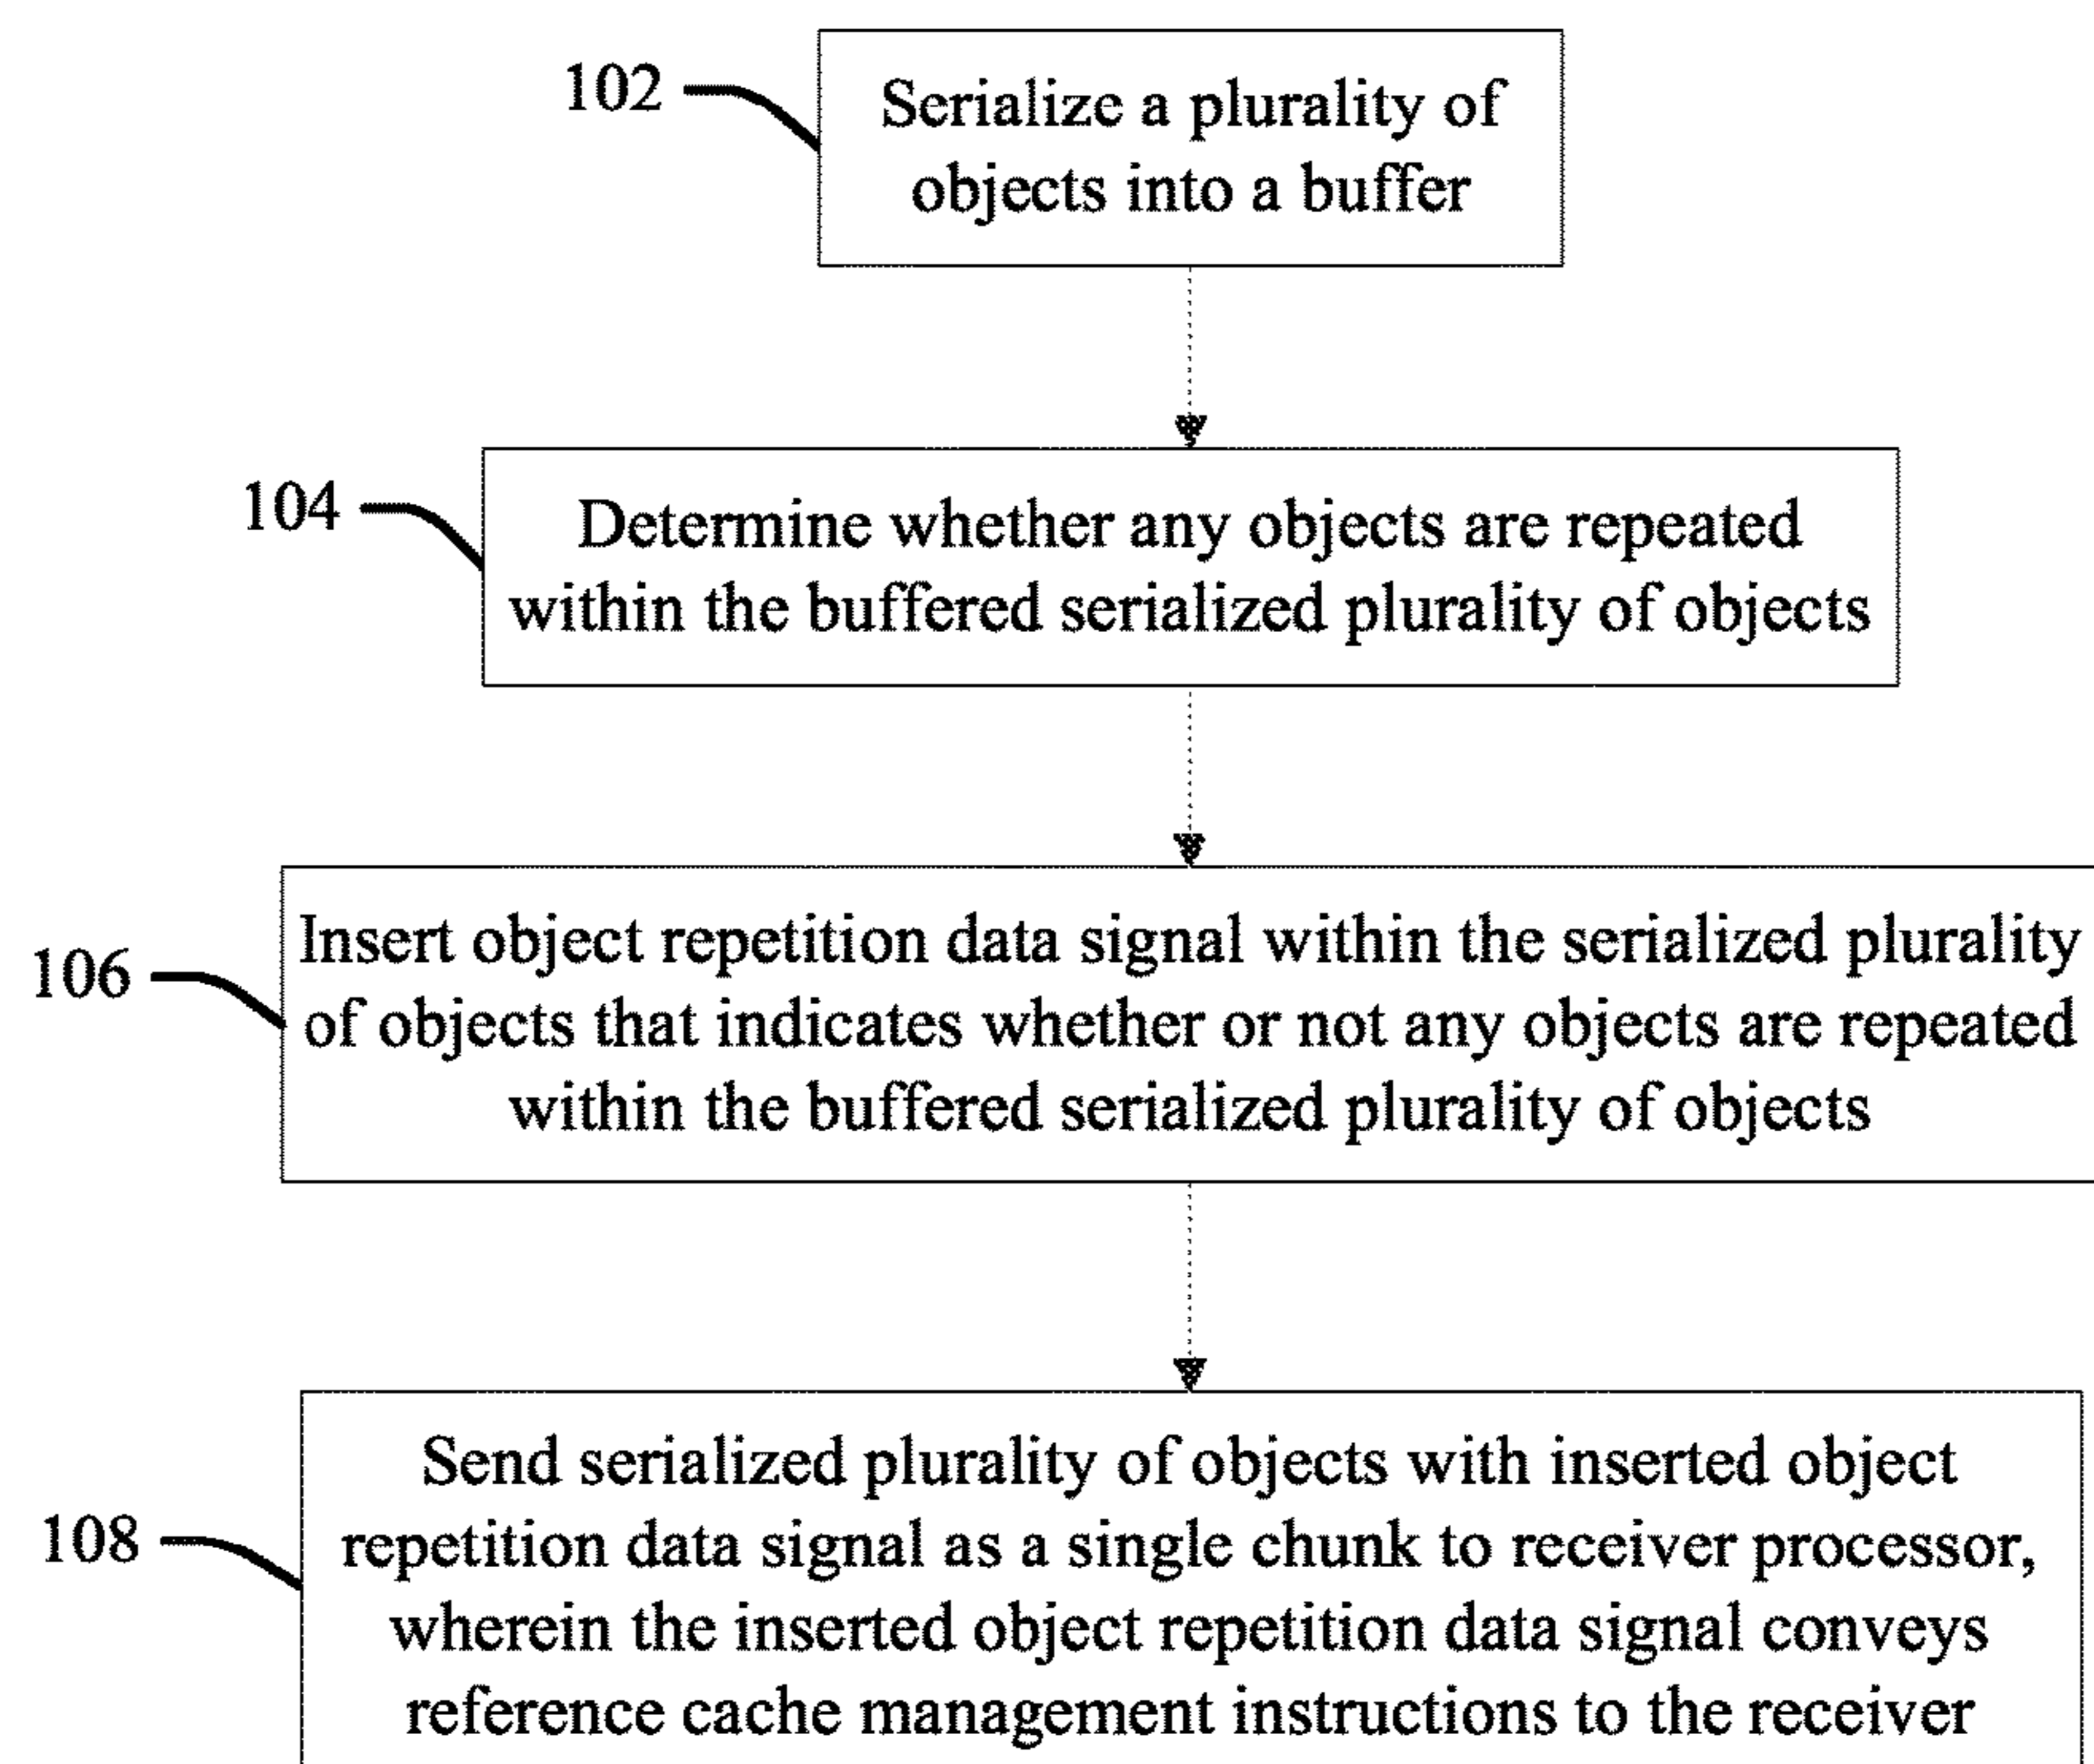 102
Serialize a plurality of
objects into a buffer
104
Determine whether any objects are repeated
within the buffered serialized plurality of objects
106
Insert object repetition data signal within the serialized plurality
of objects that indicates whether or not any objects are repeated
within the buffered serialized plurality of objects
108
Send serialized plurality of objects with inserted object
repetition data signal as a single chunk to receiver processor,
wherein the inserted object repetition data signal conveys
reference cache management instructions to the receiver